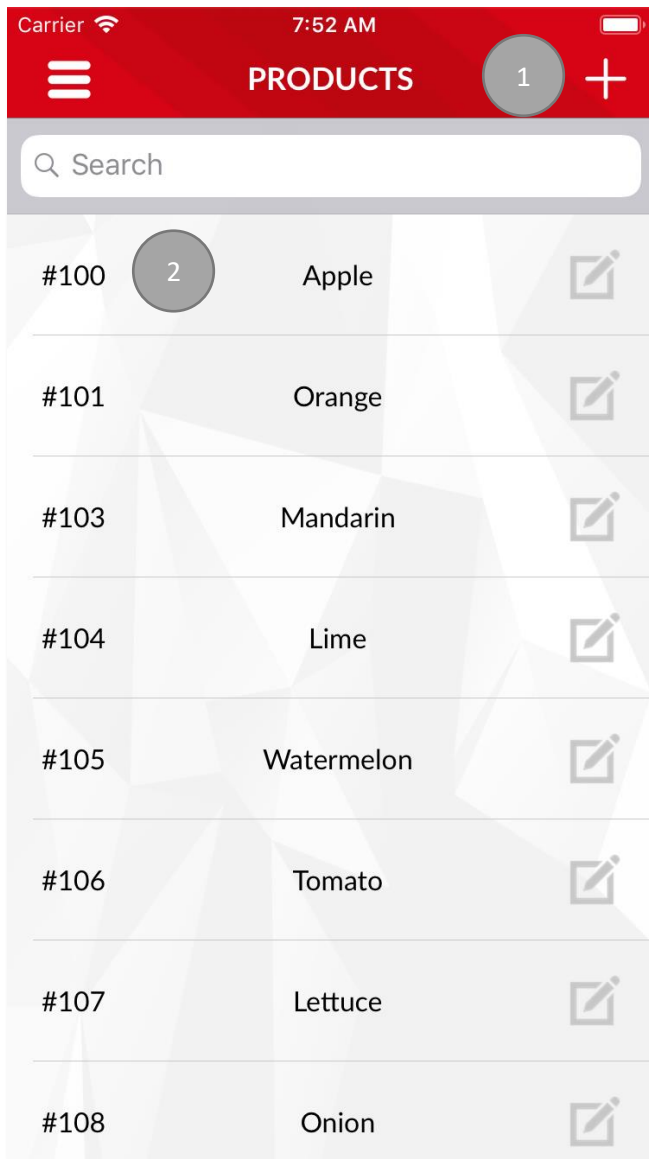 Carrier 7:52 AM
PRODUCTS 1
Search
#100 2 Apple
#101 Orange
#103 Mandarin
#104 Lime
#105 Watermelon
#106 Tomato
#107 Lettuce
#108 Onion